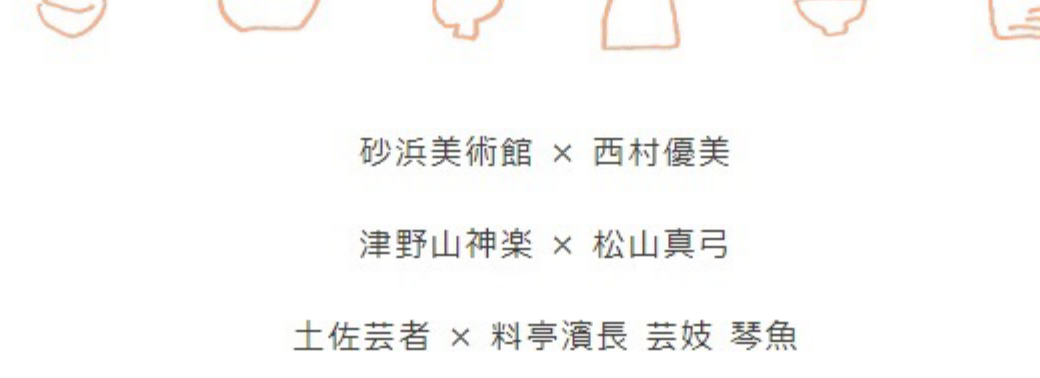 砂浜美術館 × 西村優美
津野山神楽 × 松山真弓
土佐芸者 × 料亭濱長 芸妓 琴魚